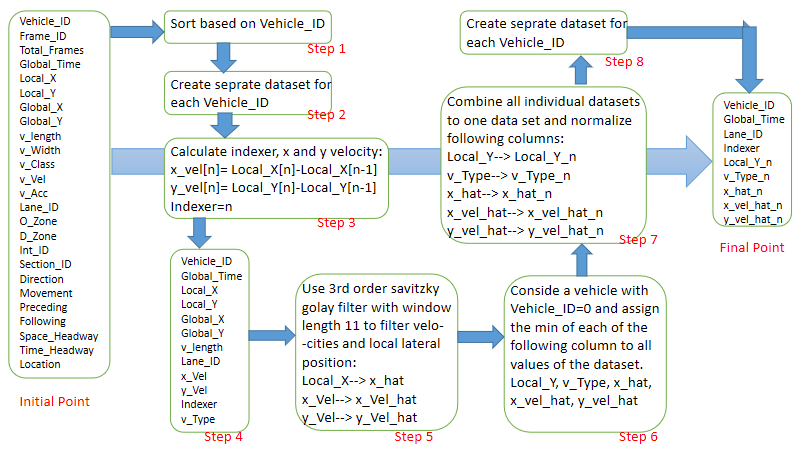 Vehicle_ID
Frame_ID
Total_Frames
Global_Time
Local_X
Local_Y
Global_X
Global_Y
v_length
v_Width
v_Class
v_Vel
v_Acc
Lane_ID
O_Zone
D_Zone
Int_ID
Section_ID
Direction
Movement
Preceding
Following
Space_Headway
Time_Headway
Location
Initial Point
Sort based on Vehicle_ID
Step 1
Create seprate dataset for
each Vehicle_ID
Step 2
Calculate indexer, x and y velocity:
x_vel[n]= Local_X[n]-Local_X[n-1]
y_vel[n]= Local_Y[n]-Local_Y[n-1]
Indexer=n
Step 3
Vehicle_ID
Global_Time
Local_X
Local_Y
Global_X
Global_Y
v_length
Lane_ID
x_Vel
y_Vel
Indexer
v_Type
Step 4
Use 3rd order savitzky
golay filter with window
length 11 to filter velo-
-cities and local lateral
position:
Local_X--> x_hat
x_Vel--> x_Vel_hat
y_Vel--> y_Vel_hat
Step 5
Conside a vehicle with
Vehicle_ID=0 and assign
the min of each of the
following column to all
values of the dataset.
Local_Y, v_Type, x_hat,
x_vel_hat, y_vel_hat
Step 6
Combine all individual datasets
to one data set and normalize
following columns:
Local_Y--> Local_Y_n
v_Type--> v_Type_n
x_hat--> x_hat_n
x_vel_hat--> x_vel_hat_n
y_vel_hat--> y_vel_hat_n
Step 7
Create seprate dataset for
each Vehicle_ID
Step 8
Vehicle_ID
Global_Time
Lane_ID
Indexer
Local_Y_n
v_Type_n
x_hat_n
x_vel_hat_n
y_vel_hat_n
Final Point